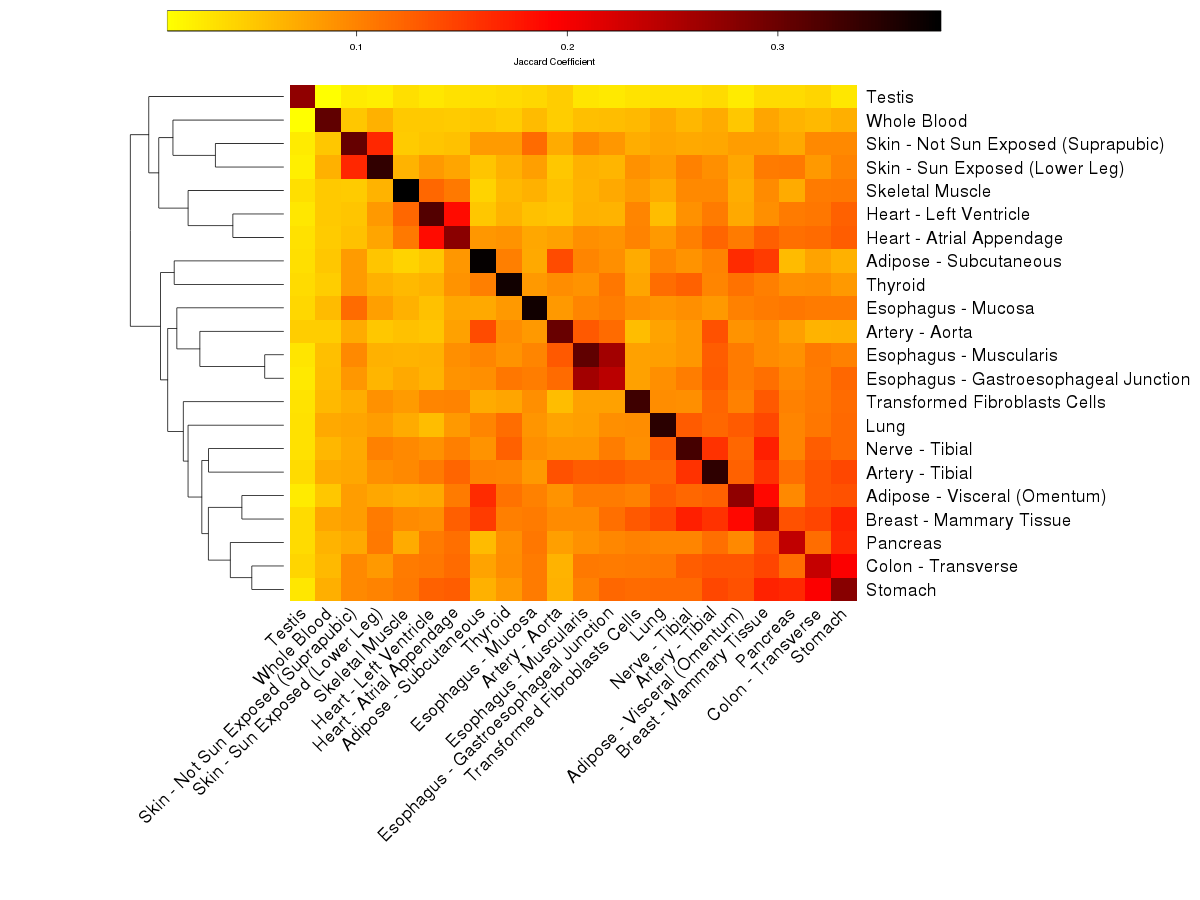 0.1 0.2 0.3
Jaccard Coefficient
Testis
Whole Blood
Skin - Not Sun Exposed (Suprapubic)
Skin - Sun Exposed (Lower Leg)
Skeletal Muscle
Heart - Left Ventricle
Heart - Atrial Appendage
Adipose - Subcutaneous
Thyroid
Esophagus - Mucosa
Artery - Aorta
Esophagus - Muscularis
Esophagus - Gastroesophageal Junction
Transformed Fibroblasts Cells
Lung
Nerve - Tibial
Artery - Tibial
Adipose - Visceral (Omentum)
Breast - Mammary Tissue
Pancreas
Colon - Transverse
Stomach
Testis
Whole Blood
Skin - Not Sun Exposed (Suprapubic)
Skin - Sun Exposed (Lower Leg)
Skeletal Muscle
Heart - Left Ventricle
Heart - Atrial Appendage
Adipose - Subcutaneous
Thyroid
Esophagus - Mucosa
Artery - Aorta
Esophagus - Muscularis
Esophagus - Gastroesophageal Junction
Transformed Fibroblasts Cells
Lung
Nerve - Tibial
Artery - Tibial
Adipose - Visceral (Omentum)
Breast - Mammary Tissue
Pancreas
Colon - Transverse
Stomach